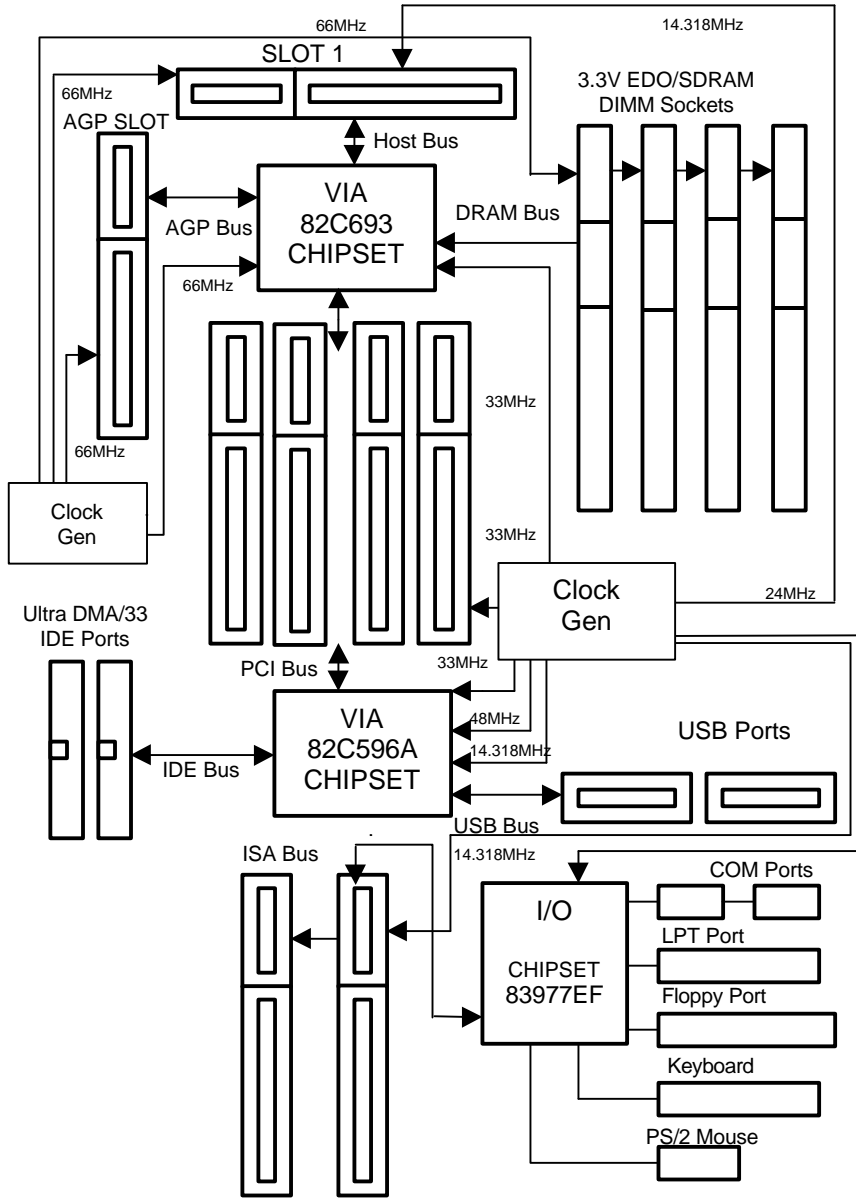 66MHz
14.318MHz
SLOT 1
3.3V EDO/SDRAM
DIMM Sockets
66MHz
AGP SLOT
Host Bus
VIA
82C693
CHIPSET
DRAM Bus
AGP Bus
66MHz
33MHz
66MHz
Clock
Gen
33MHz
Clock
Gen
24MHz
Ultra DMA/33
IDE Ports
PCI Bus
33MHz
VIA
82C596A
CHIPSET
48MHz
14.318MHz
USB Ports
IDE Bus
USB Bus
ISA Bus
14.318MHz
COM Ports
I/O
CHIPSET
83977EF
LPT Port
Floppy Port
Keyboard
PS/2 Mouse